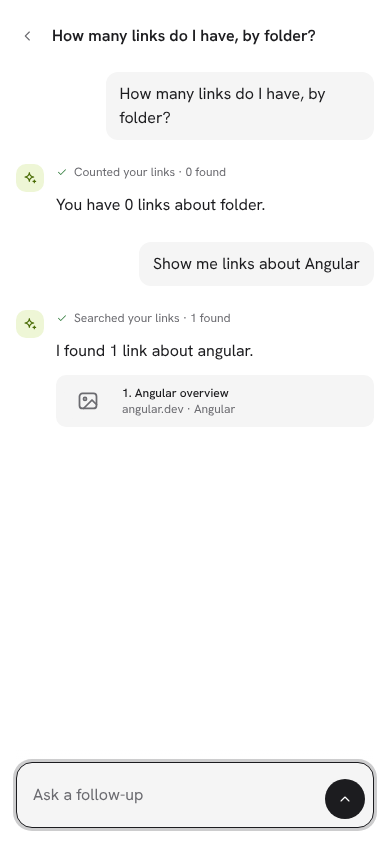 How many links do I have, by folder?
How many links do I have, by
folder?
Counted your links · 0 found
You have 0 links about folder.
Show me links about Angular
Searched your links · 1 found
I found 1 link about angular.
1. Angular overview
angular.dev · Angular
Ask a follow-up